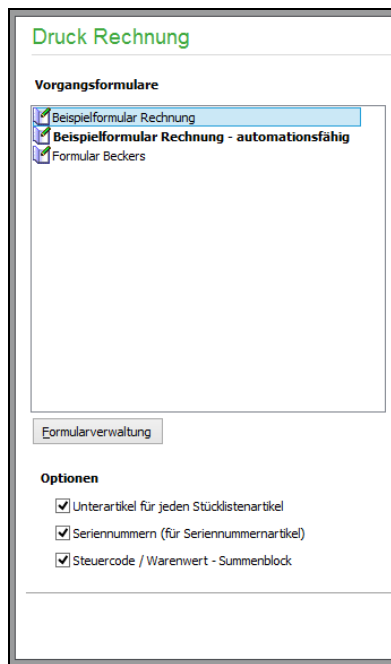 Druck Rechnung
Vorgangsformulare
Beispielformular Rechnung
Beispielformular Rechnung - automationsfähig
Formular Beckers
Formularverwaltung
Optionen
Unterartikel für jeden Stücklistenartikel
Seriennummern (für Seriennummernartikel)
Steuercode / Warenwert - Summenblock